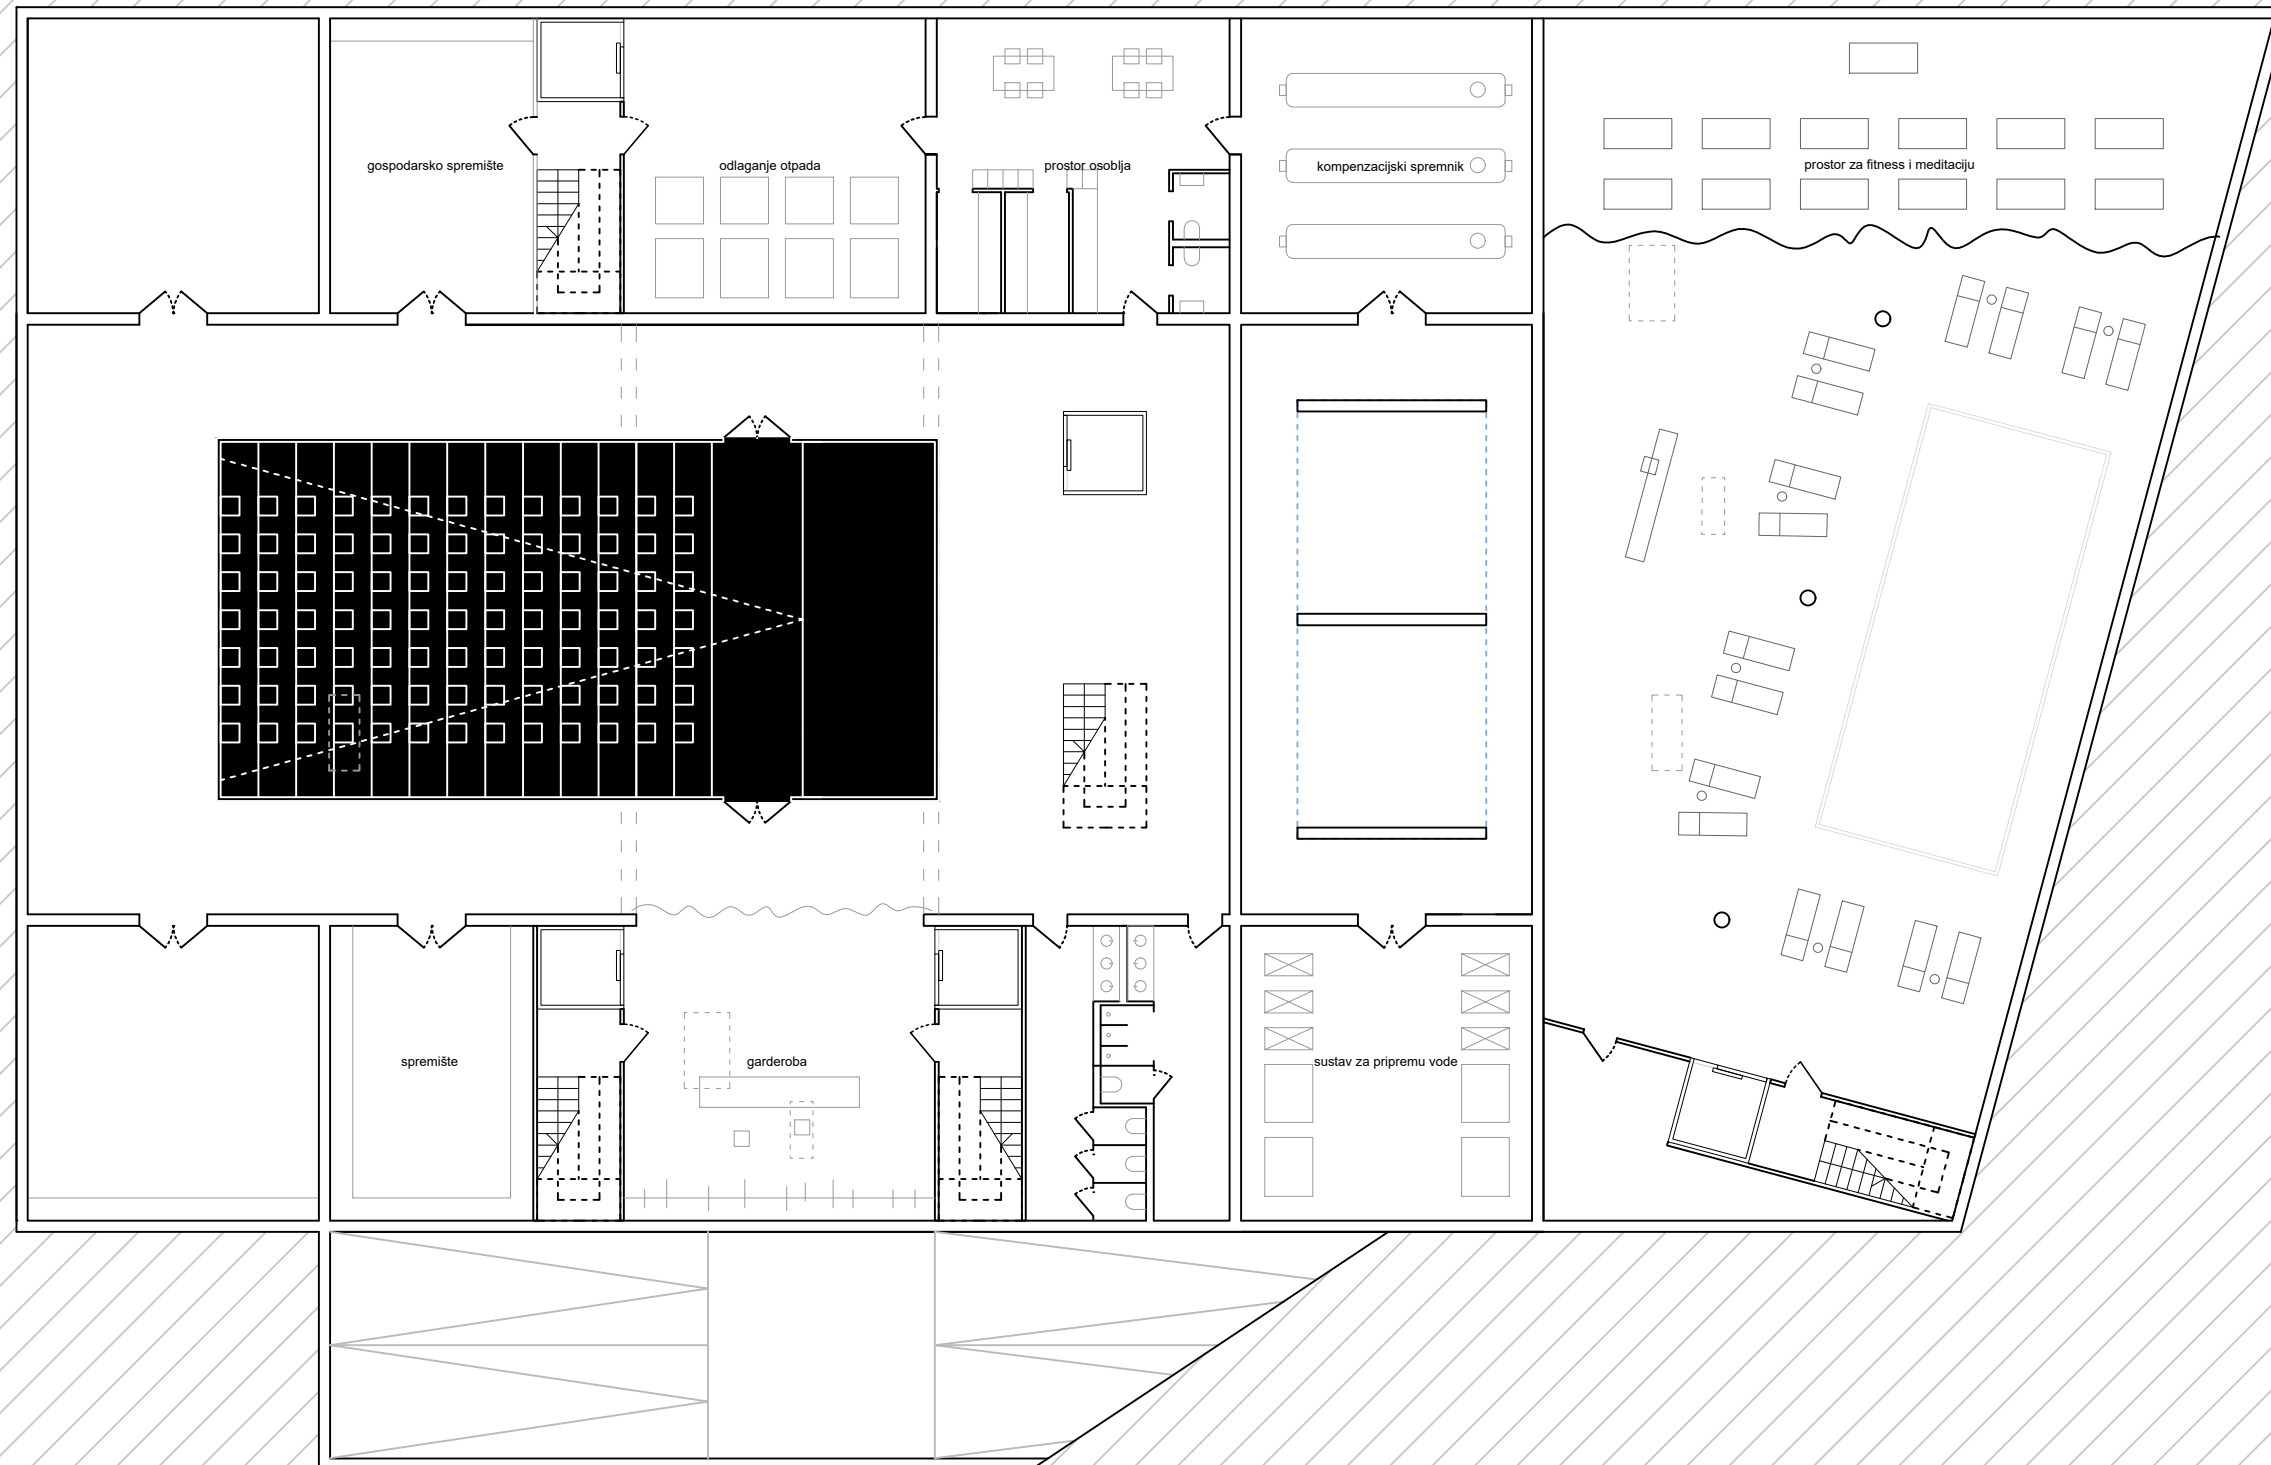 gospodarsko spremište
odlaganje otpada
prostor osoblja
kompenzacijski spremnik
prostor za fitness i meditaciju
spremište
garderoba
sustav za pripremu vode